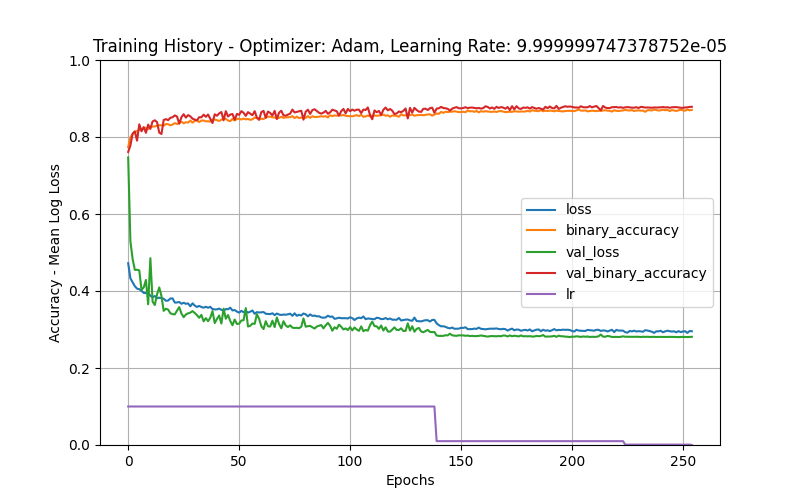 Training History - Optimizer: Adam, Learning Rate: 9.999999747378752e-05
1.0
0.8
0.6
0.4
0.2
0.0
Accuracy - Mean Log Loss
loss
binary_accuracy
val_loss
val_binary_accuracy
lr
0 50 100 150 200 250
Epochs